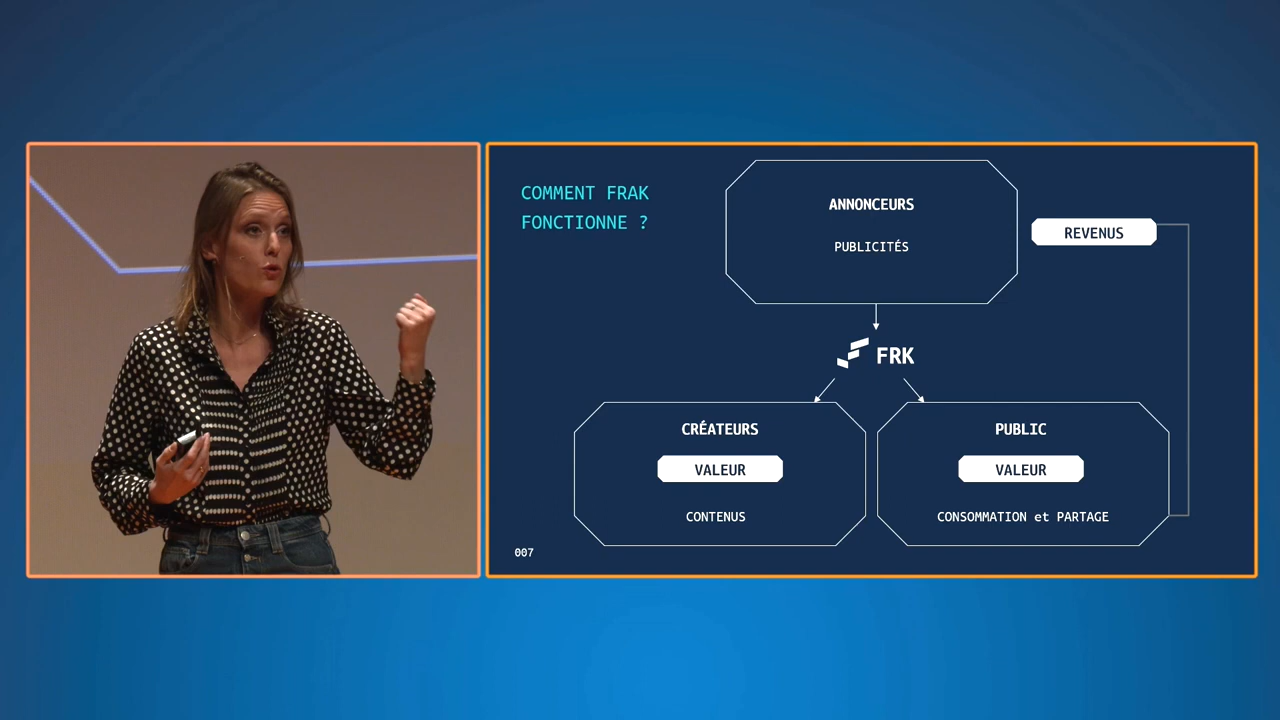 COMMENT FRAK
FONCTIONNE ?
ANNONCEURS
PUBLICITÉS
REVENUS
FRK
CRÉATEURS
VALEUR
CONTENUS
PUBLIC
VALEUR
CONSOMMATION et PARTAGE
007